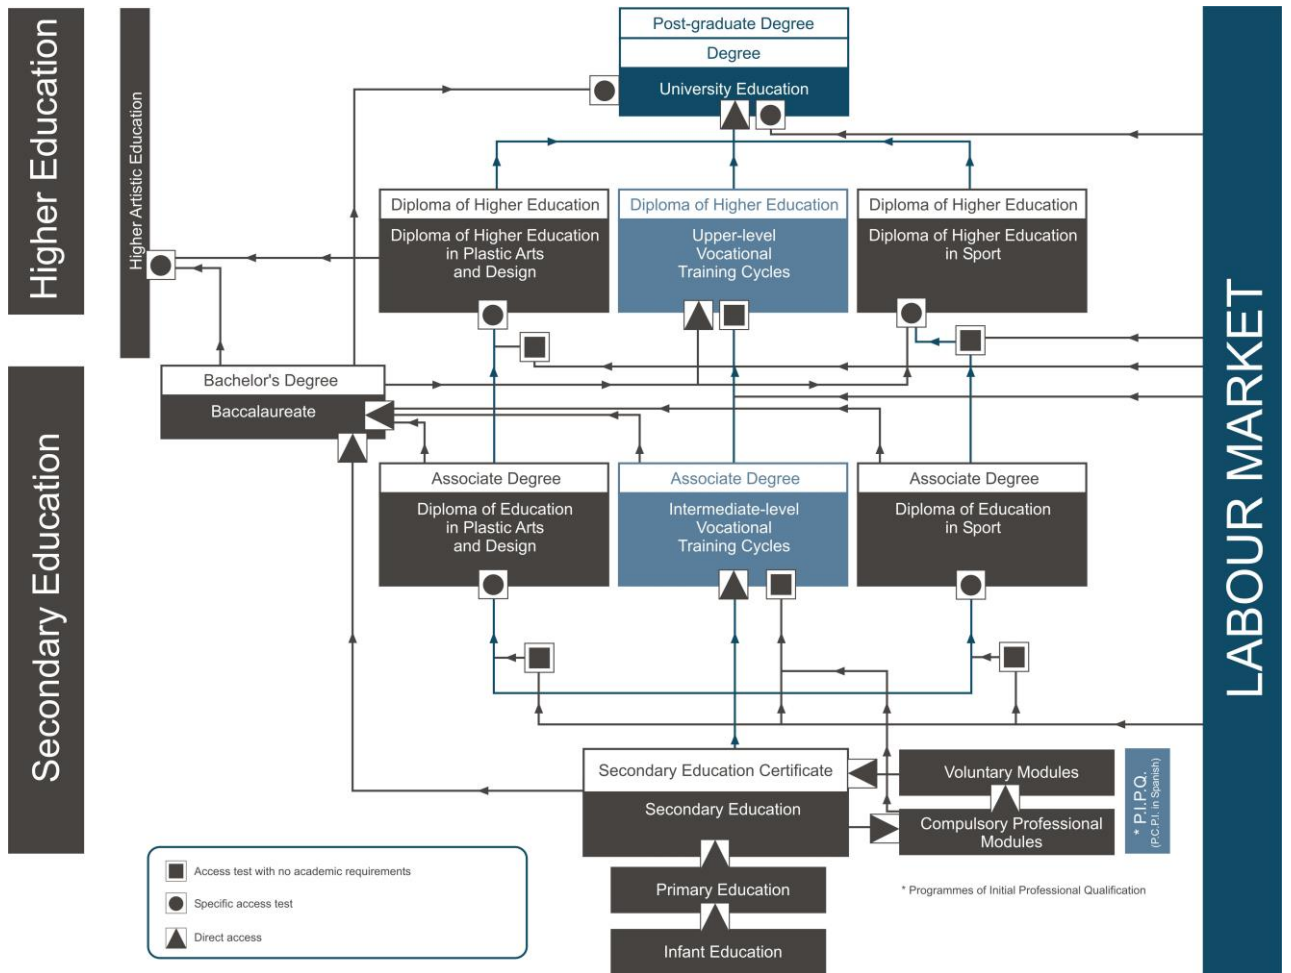 Higher Education
Higher Artistic Education
Post-graduate Degree
Degree
University Education
Diploma of Higher Education
Diploma of Higher Education
in Plastic Arts
and Design
Diploma of Higher Education
Upper-level
Vocational
Training Cycles
Diploma of Higher Education
Diploma of Higher Education
in Sport
LABOUR MARKET
Secondary Education
Bachelor's Degree
Baccalaureate
Associate Degree
Diploma of Education
in Plastic Arts
and Design
Associate Degree
Intermediate-level
Vocational
Training Cycles
Associate Degree
Diploma of Education
in Sport
Secondary Education Certificate
Secondary Education
Voluntary Modules
Compulsory Professional
Modules
* P.I.P.Q.
(P.C.P.I. in Spanish)
Primary Education
Infant Education
* Programmes of Initial Professional Qualification
Access test with no academic requirements
Specific access test
Direct access